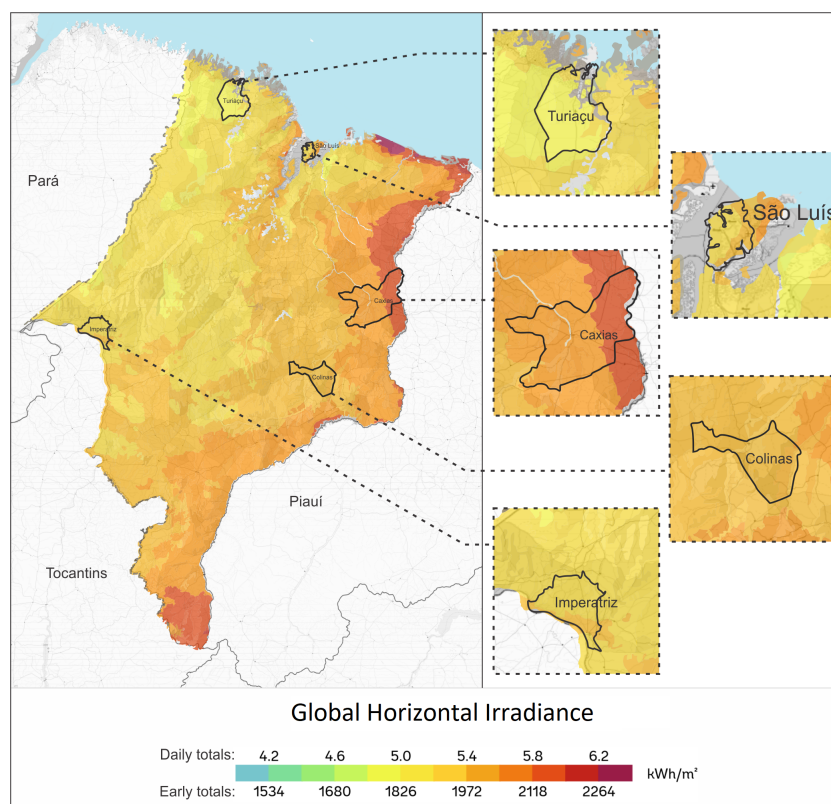 Turiaçu
São Luís
Pará
Caxias
Imperatriz
Colinas
Piauí
Tocantins
Turiaçu
São Luís
Caxias
Colinas
Imperatriz
Global Horizontal Irradiance
Daily totals: 4.2 4.6 5.0 5.4 5.8 6.2
kWh/m²
Early totals: 1534 1680 1826 1972 2118 2264